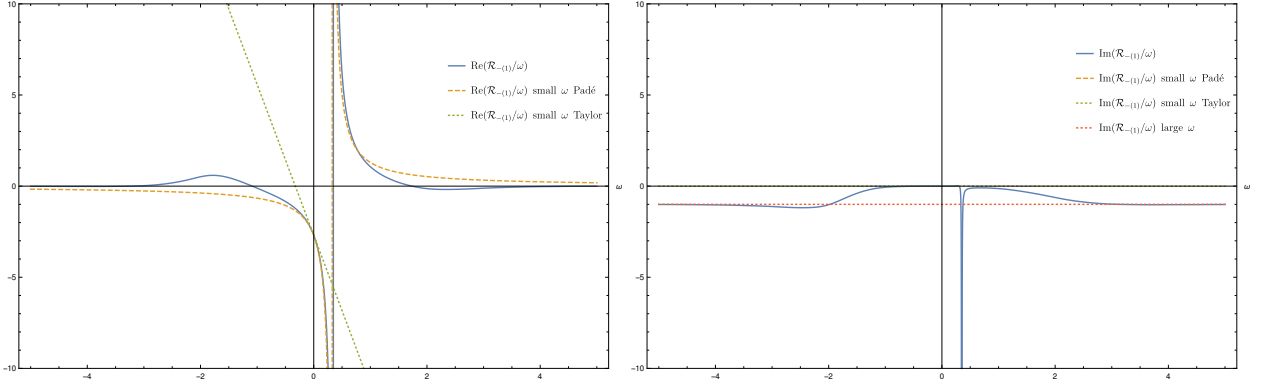 10
5
0
−5
−10
−4
−2
0
2
4
ω
Re(ℛ₋₍₁₎/ω)
Re(ℛ₋₍₁₎/ω) small ω Padé
Re(ℛ₋₍₁₎/ω) small ω Taylor
10
5
0
−5
−10
−4
−2
0
2
4
ω
Im(ℛ₋₍₁₎/ω)
Im(ℛ₋₍₁₎/ω) small ω Padé
Im(ℛ₋₍₁₎/ω) small ω Taylor
Im(ℛ₋₍₁₎/ω) large ω